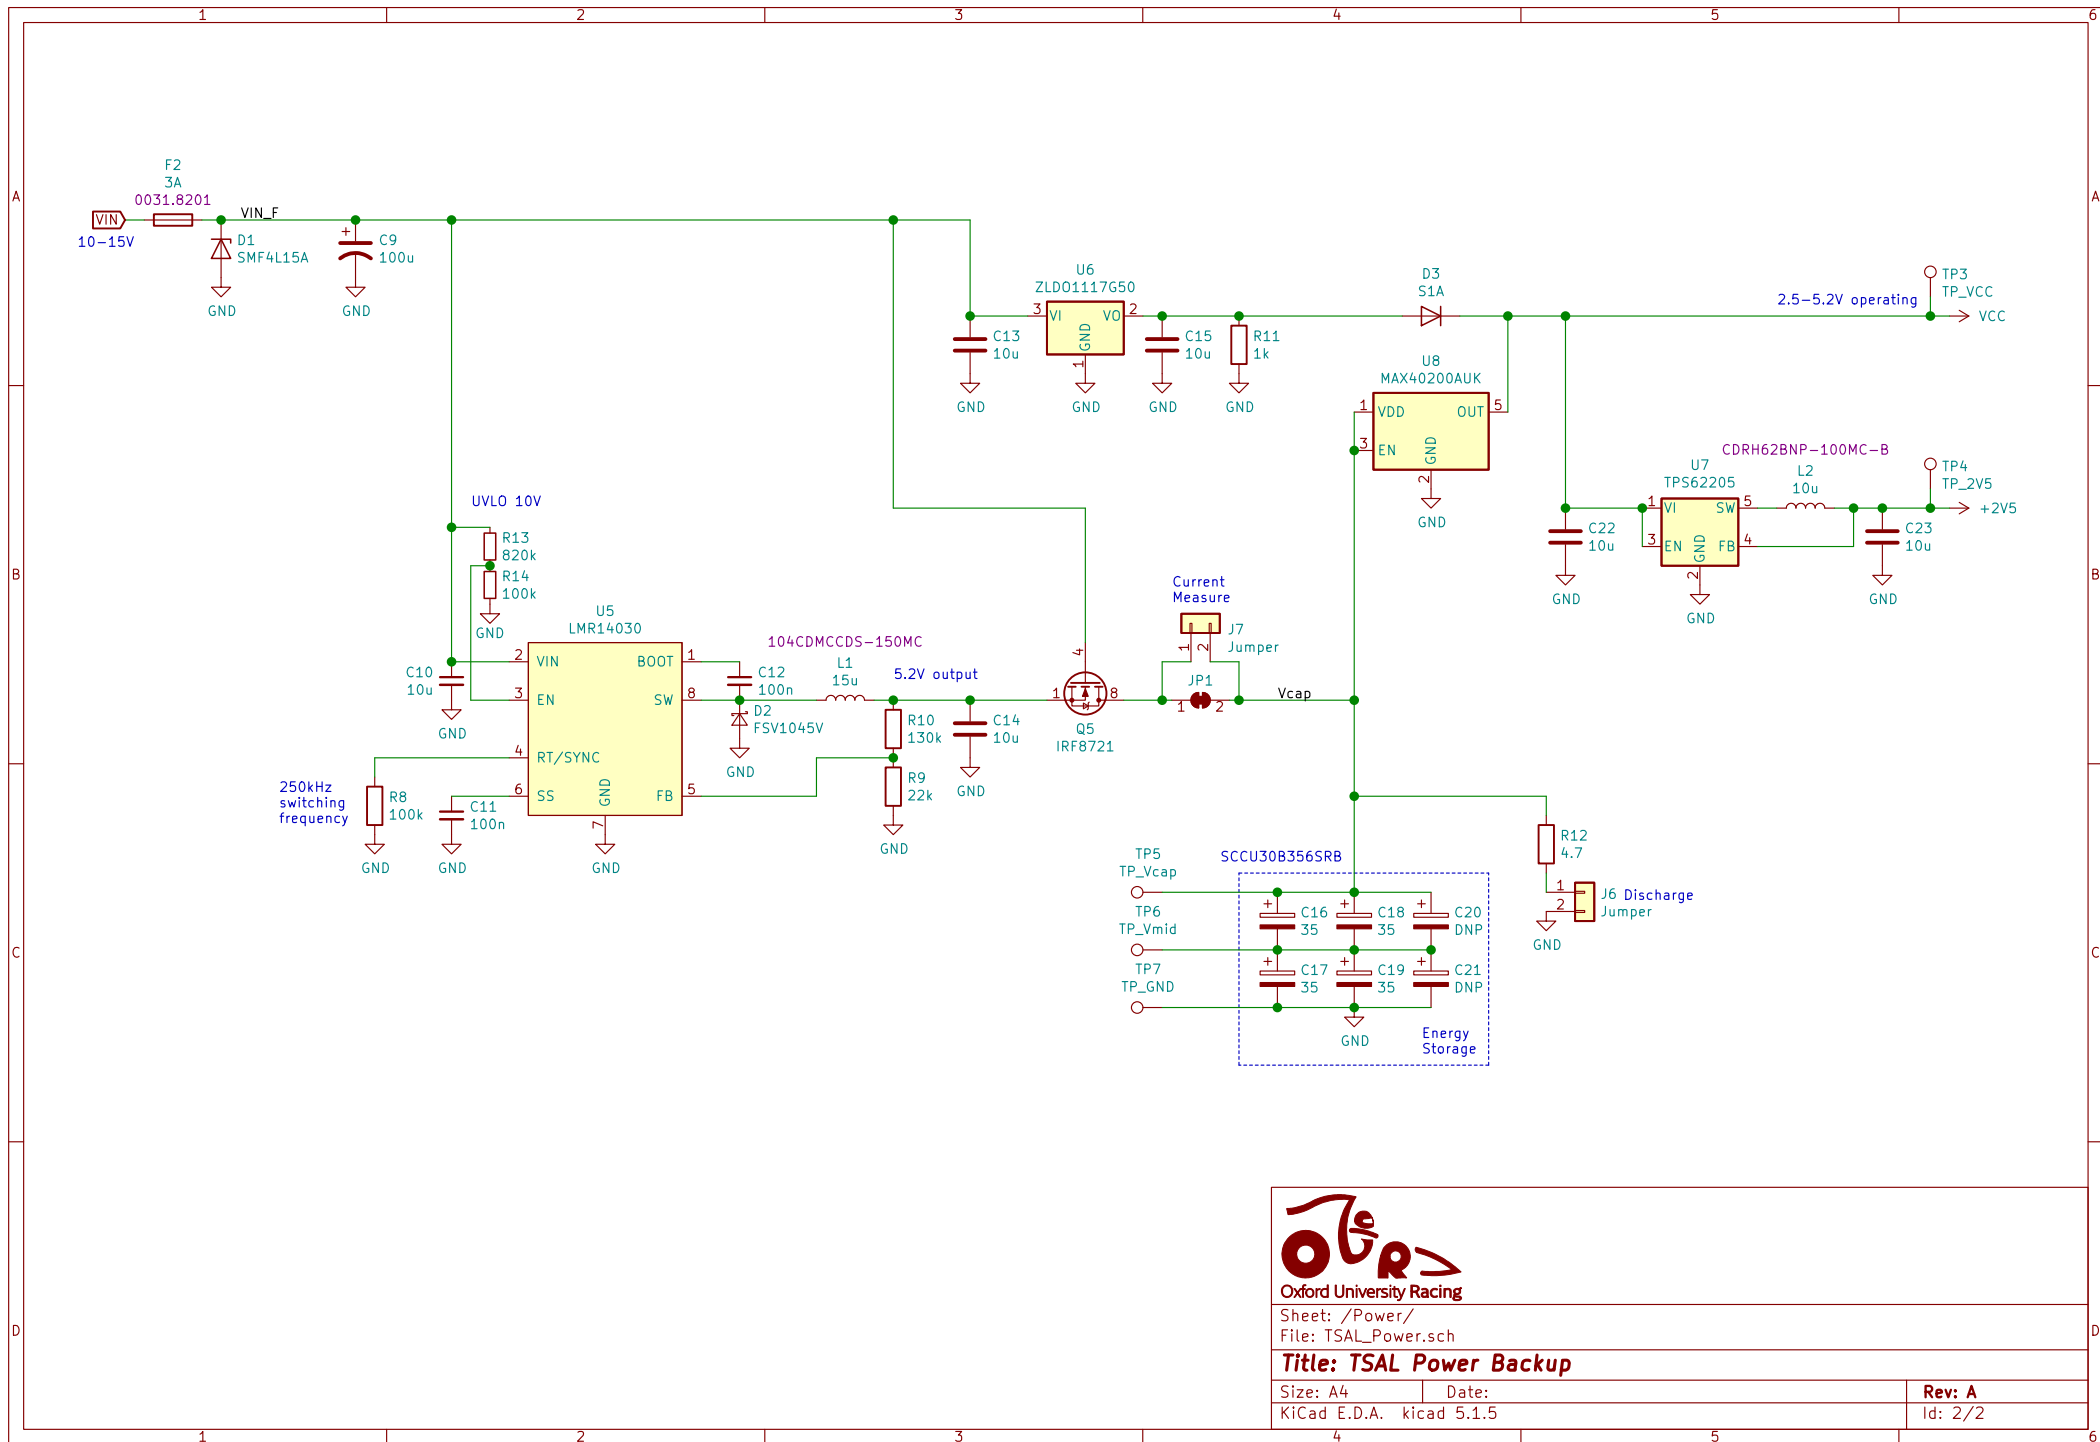 1 2 3 4 5 6
A A
B B
C C
D D
F2
3A
0031.8201
VIN
10-15V
VIN_F
D1
SMF4L15A
GND
+
C9
100u
GND
U6
ZLDO1117G50
3 VI VO 2
GND
1
GND
C13
10u
GND
C15
10u
GND
R11
1k
GND
D3
S1A
U8
MAX40200AUK
1 VDD OUT 5
3 EN
GND
2
GND
2.5-5.2V operating
TP3
TP_VCC
VCC
CDRH62BNP-100MC-B
U7
TPS62205
L2
10u
1 VI SW 5
3 EN FB 4
GND
2
GND
TP4
TP_2V5
+2V5
C22
10u
GND
C23
10u
GND
UVLO 10V
R13
820k
R14
100k
GND
U5
LMR14030
2 VIN BOOT 1
3 EN SW 8
4 RT/SYNC
6 SS FB 5
GND
7
GND
C10
10u
GND
250kHz
switching
frequency
R8
100k
GND
C11
100n
GND
104CDMCCDS-150MC
L1
15u
C12
100n
D2
FSV1045V
GND
5.2V output
R10
130k
R9
22k
GND
C14
10u
GND
4
1 8
Q5
IRF8721
Current
Measure
J7
Jumper
1 2
JP1
1 2
Vcap
R12
4.7
1
2
J6 Discharge
Jumper
GND
SCCU30B356SRB
TP5
TP_Vcap
TP6
TP_Vmid
TP7
TP_GND
+ C16
35
+ C18
35
+ C20
DNP
+ C17
35
+ C19
35
+ C21
DNP
GND
Energy
Storage
OUR
Oxford University Racing
Sheet: /Power/
File: TSAL_Power.sch
Title: TSAL Power Backup
Size: A4 Date: Rev: A
KiCad E.D.A. kicad 5.1.5 Id: 2/2
1 2 3 4 5 6